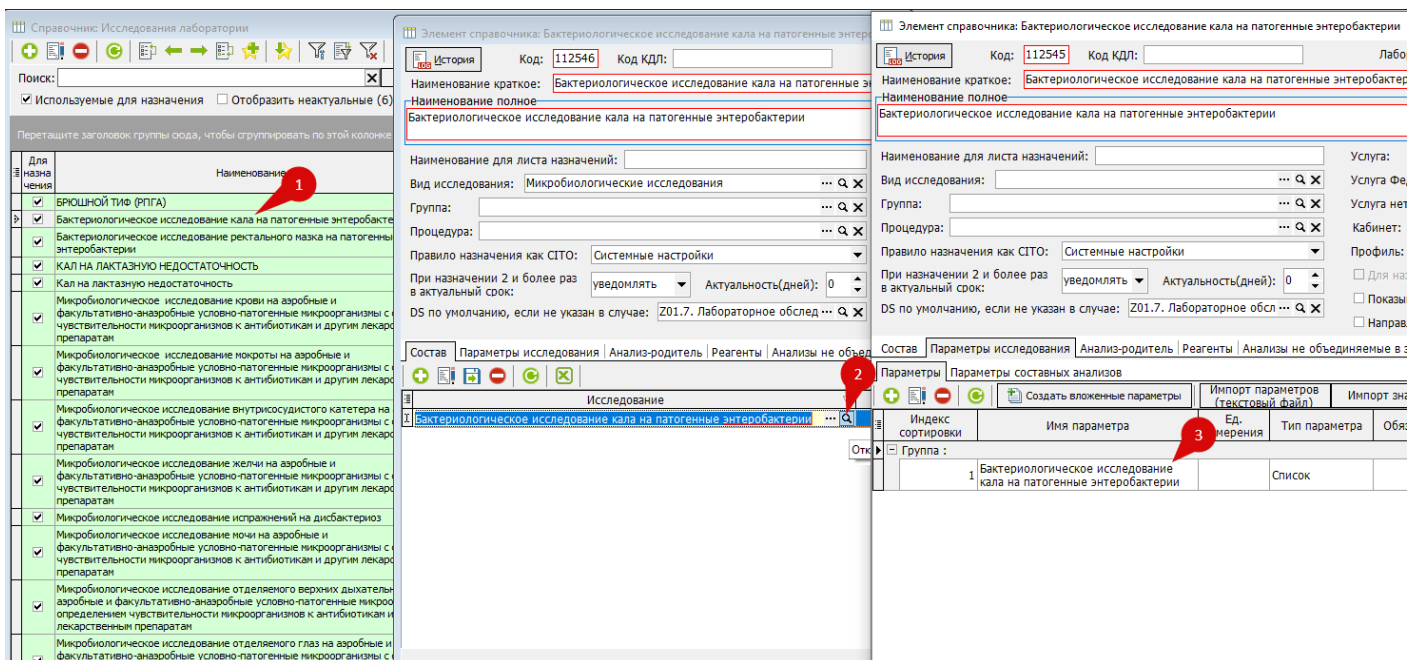 Справочник: Исследования лаборатории
Поиск:
Используемые для назначения
Отобразить неактуальные (6)
Перетащите заголовок группы сюда, чтобы сгруппировать по этой колонке
Для назна чения
Наименование
1
БРЮШНОЙ ТИФ (РПГА)
Бактериологическое исследование кала на патогенные энтеробакте
Бактериологическое исследование ректального мазка на патогенны
энтеробактерии
КАЛ НА ЛАКТАЗНУЮ НЕДОСТАТОЧНОСТЬ
Кал на лактазную недостаточность
Микробиологическое исследование крови на аэробные и
факультативно-анаэробные условно-патогенные микроорганизмы с
чувствительности микроорганизмов к антибиотикам и другим лекарс
препаратам
Микробиологическое исследование мокроты на аэробные и
факультативно-анаэробные условно-патогенные микроорганизмы с
чувствительности микроорганизмов к антибиотикам и другим лекарс
препаратам
Микробиологическое исследование внутрисосудистого катетера на
факультативно-анаэробные условно-патогенные микроорганизмы с
чувствительности микроорганизмов к антибиотикам и другим лекарс
препаратам
Микробиологическое исследование желчи на аэробные и
факультативно-анаэробные условно-патогенные микроорганизмы с
чувствительности микроорганизмов к антибиотикам и другим лекарс
препаратам
Микробиологическое исследование испражнений на дисбактериоз
Микробиологическое исследование мочи на аэробные и
факультативно-анаэробные условно-патогенные микроорганизмы с
чувствительности микроорганизмов к антибиотикам и другим лекарс
препаратам
Микробиологическое исследование отделяемого верхних дыхатель
аэробные и факультативно-анаэробные условно-патогенные микроо
определением чувствительности микроорганизмов к антибиотикам и
лекарственным препаратам
Микробиологическое исследование отделяемого глаз на аэробные и
факультативно-анаэробные условно-патогенные микроорганизмы с
Элемент справочника: Бактериологическое исследование кала на патогенные энтеро
LOG История Код: 112546 Код КДЛ:
Наименование краткое: Бактериологическое исследование кала на патогенные э
Наименование полное
Бактериологическое исследование кала на патогенные энтеробактерии
Наименование для листа назначений:
Вид исследования: Микробиологические исследования
Группа:
Процедура:
Правило назначения как CITO: Системные настройки
При назначении 2 и более раз
в актуальный срок:
уведомлять Актуальность(дней): 0
DS по умолчанию, если не указан в случае: Z01.7. Лабораторное обслед
Состав Параметры исследования Анализ-родитель Реагенты Анализы не объед
2
Исследование
Бактериологическое исследование кала на патогенные энтеробактерии
Отк
Элемент справочника: Бактериологическое исследование кала на патогенные энтеробактерии
LOG История Код: 112545 Код КДЛ: Лабо
Наименование краткое: Бактериологическое исследование кала на патогенные энтеробактер
Наименование полное
Бактериологическое исследование кала на патогенные энтеробактерии
Наименование для листа назначений: Услуга:
Вид исследования: Услуга Фед
Группа: Услуга нет
Процедура: Кабинет:
Правило назначения как CITO: Системные настройки Профиль:
При назначении 2 и более раз
в актуальный срок:
уведомлять Актуальность(дней): 0
Для наз
Показы
DS по умолчанию, если не указан в случае: Z01.7. Лабораторное обсл
Направл
Состав Параметры исследования Анализ-родитель Реагенты Анализы не объединяемые в з
Параметры Параметры составных анализов
Создать вложенные параметры
Импорт параметров
(текстовый файл)
Импорт зна
Индекс
сортировки
Имя параметра
3
Ед.
мерения
Тип параметра
Обяз
Группа :
1 Бактериологическое исследование
кала на патогенные энтеробактерии
Список